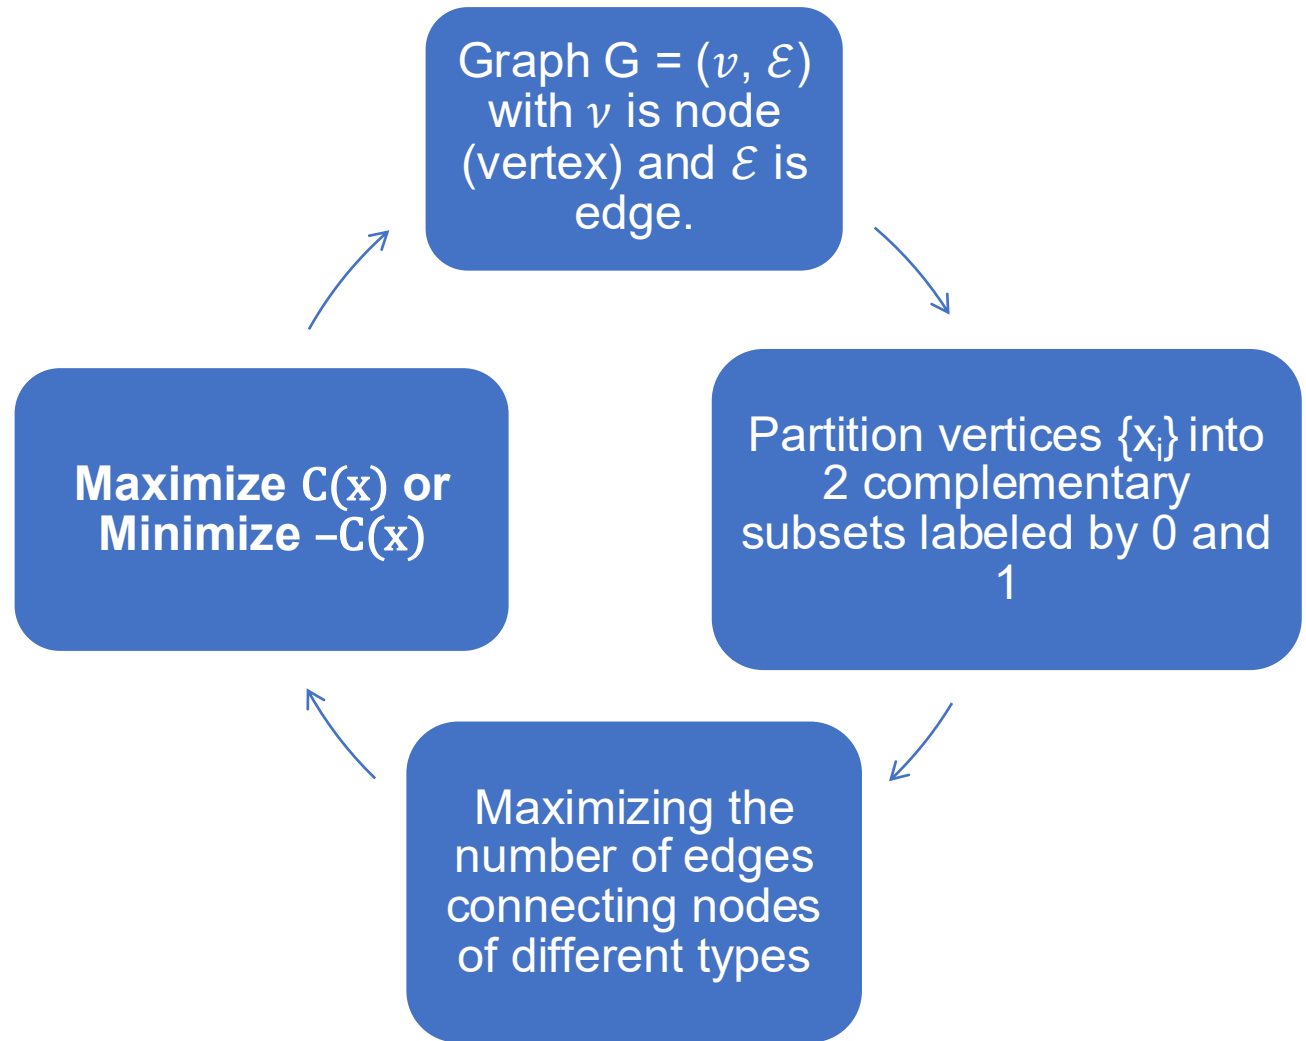 Graph G = (𝑣, ℰ)
with 𝜈 is node
(vertex) and ℰ is
edge.
Partition vertices {xᵢ} into
2 complementary
subsets labeled by 0 and
1
Maximizing the
number of edges
connecting nodes
of different types
Maximize C(x) or
Minimize –C(x)